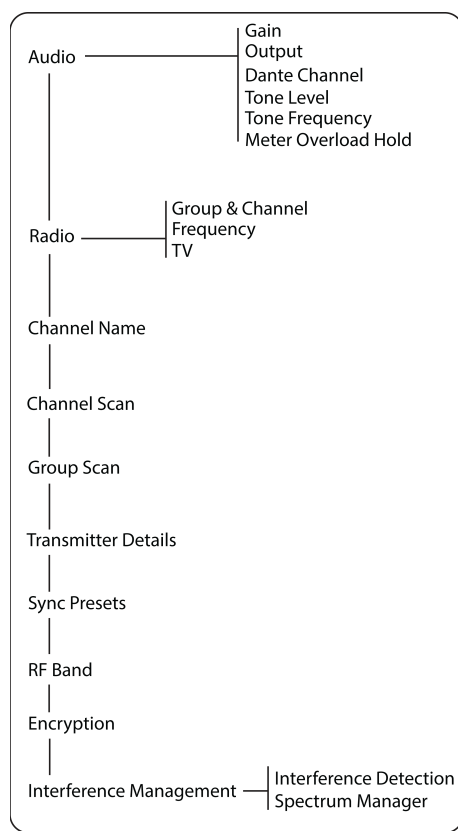 Audio
Gain
Output
Dante Channel
Tone Level
Tone Frequency
Meter Overload Hold
Radio
Group & Channel
Frequency
TV
Channel Name
Channel Scan
Group Scan
Transmitter Details
Sync Presets
RF Band
Encryption
Interference Management
Interference Detection
Spectrum Manager